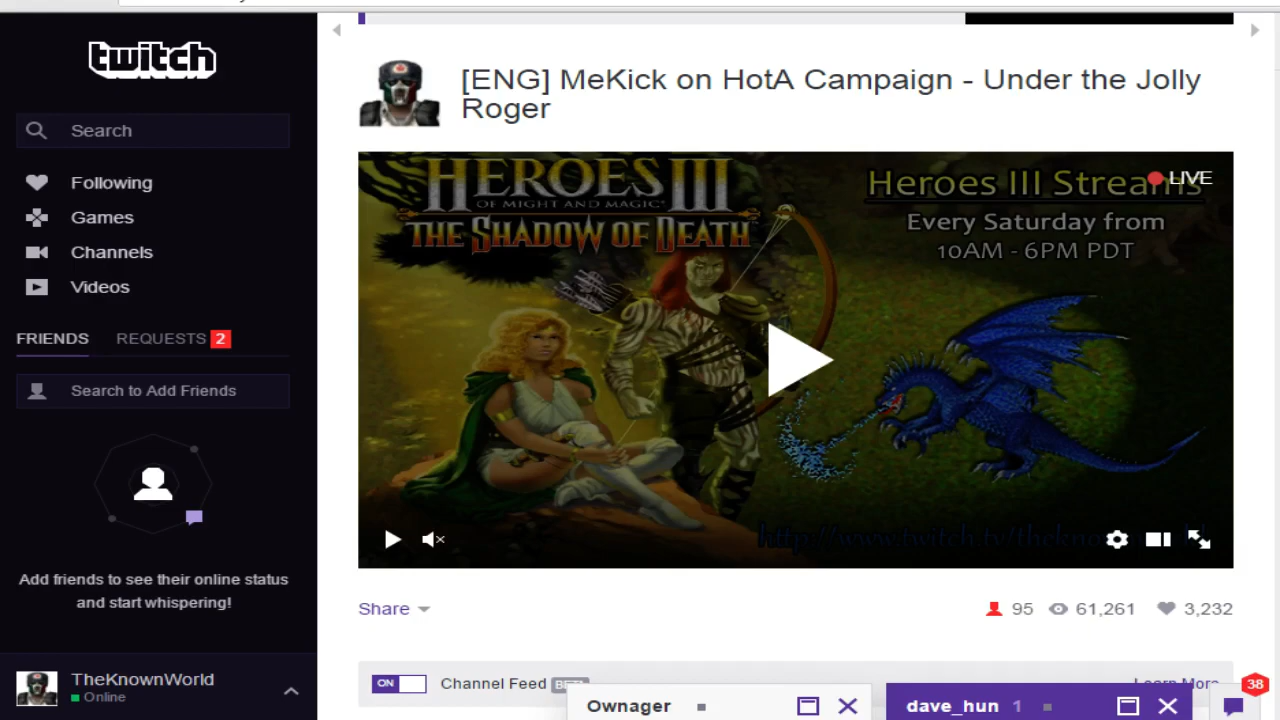 twitch
Search
Following
Games
Channels
Videos
FRIENDS REQUESTS 2
Search to Add Friends
Add friends to see their online status
and start whispering!
TheKnownWorld
Online
[ENG] MeKick on HotA Campaign - Under the Jolly
Roger
HEROES III
OF MIGHT AND MAGIC
THE SHADOW OF DEATH
Heroes III Streams
LIVE
Every Saturday from
10AM - 6PM PDT
Share
95 61,261 3,232
ON Channel Feed BETA
Learn More
Ownager
dave_hun 1
38